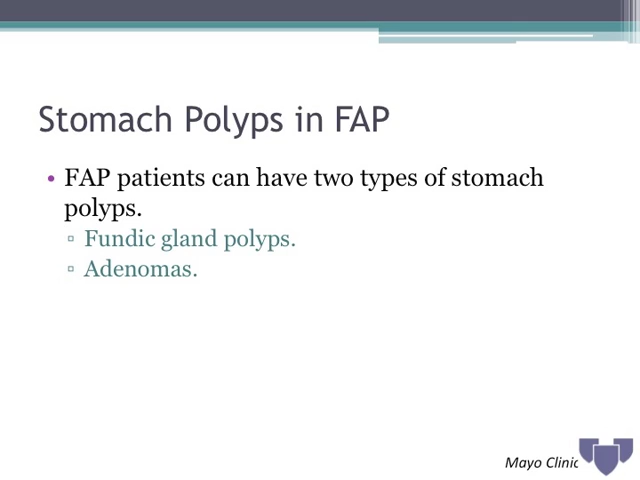 Stomach Polyps in FAP
• FAP patients can have two types of stomach
polyps.
▫ Fundic gland polyps.
▫ Adenomas.
Mayo Clinic